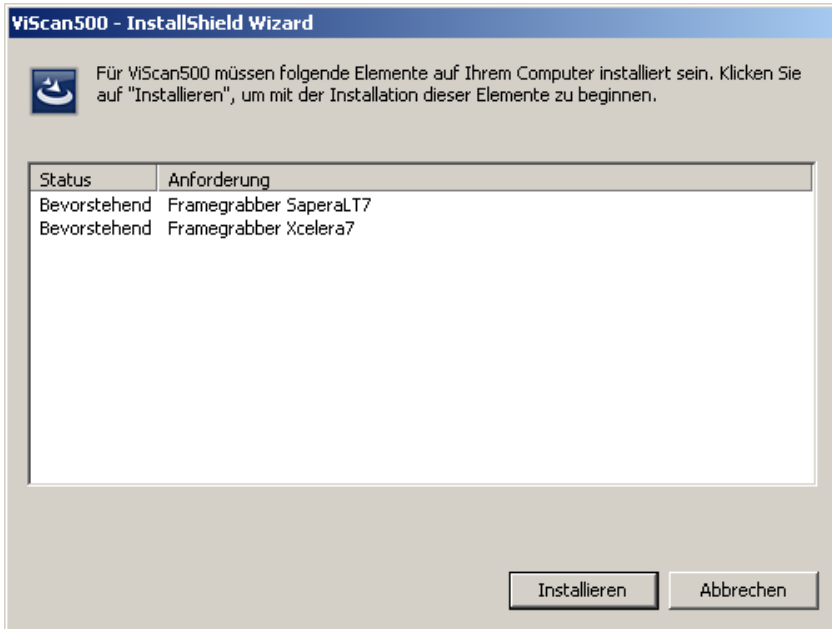 ViScan500 - InstallShield Wizard
Für ViScan500 müssen folgende Elemente auf Ihrem Computer installiert sein. Klicken Sie
auf "Installieren", um mit der Installation dieser Elemente zu beginnen.
Status Anforderung
Bevorstehend Framegrabber SaperaLT7
Bevorstehend Framegrabber Xcelera7
Installieren Abbrechen